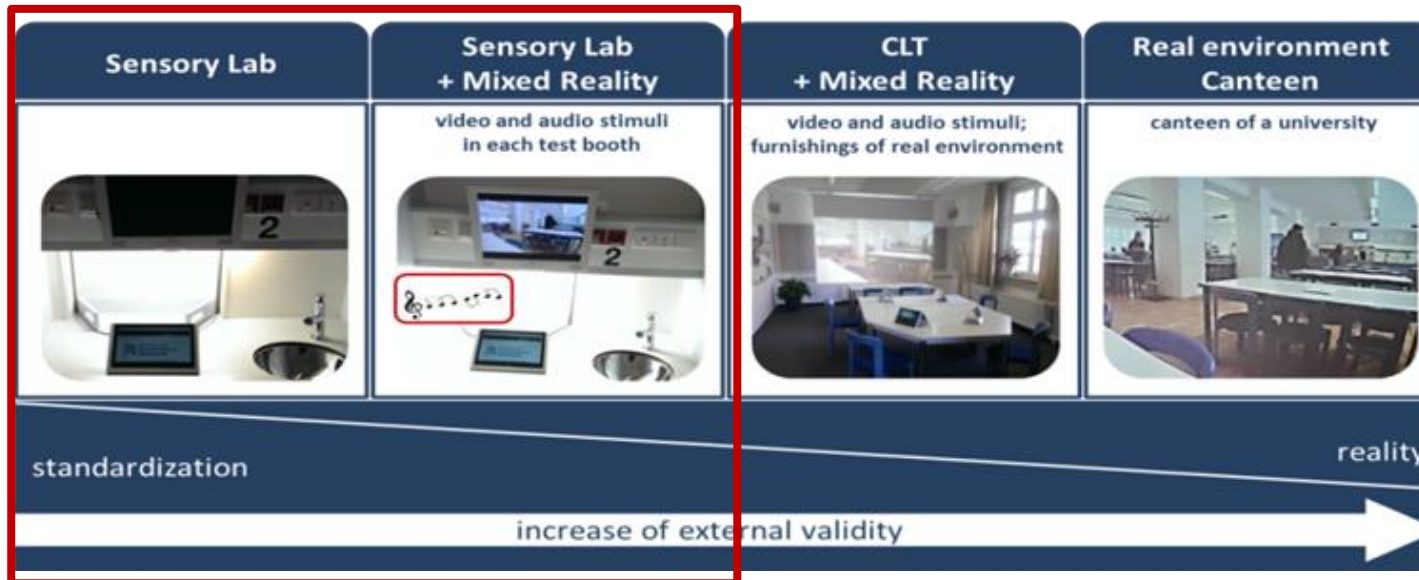 Sensory Lab
Sensory Lab
+ Mixed Reality
CLT
+ Mixed Reality
Real environment
Canteen
video and audio stimuli
in each test booth
video and audio stimuli;
furnishings of real environment
canteen of a university
2
2
standardization
reality
increase of external validity